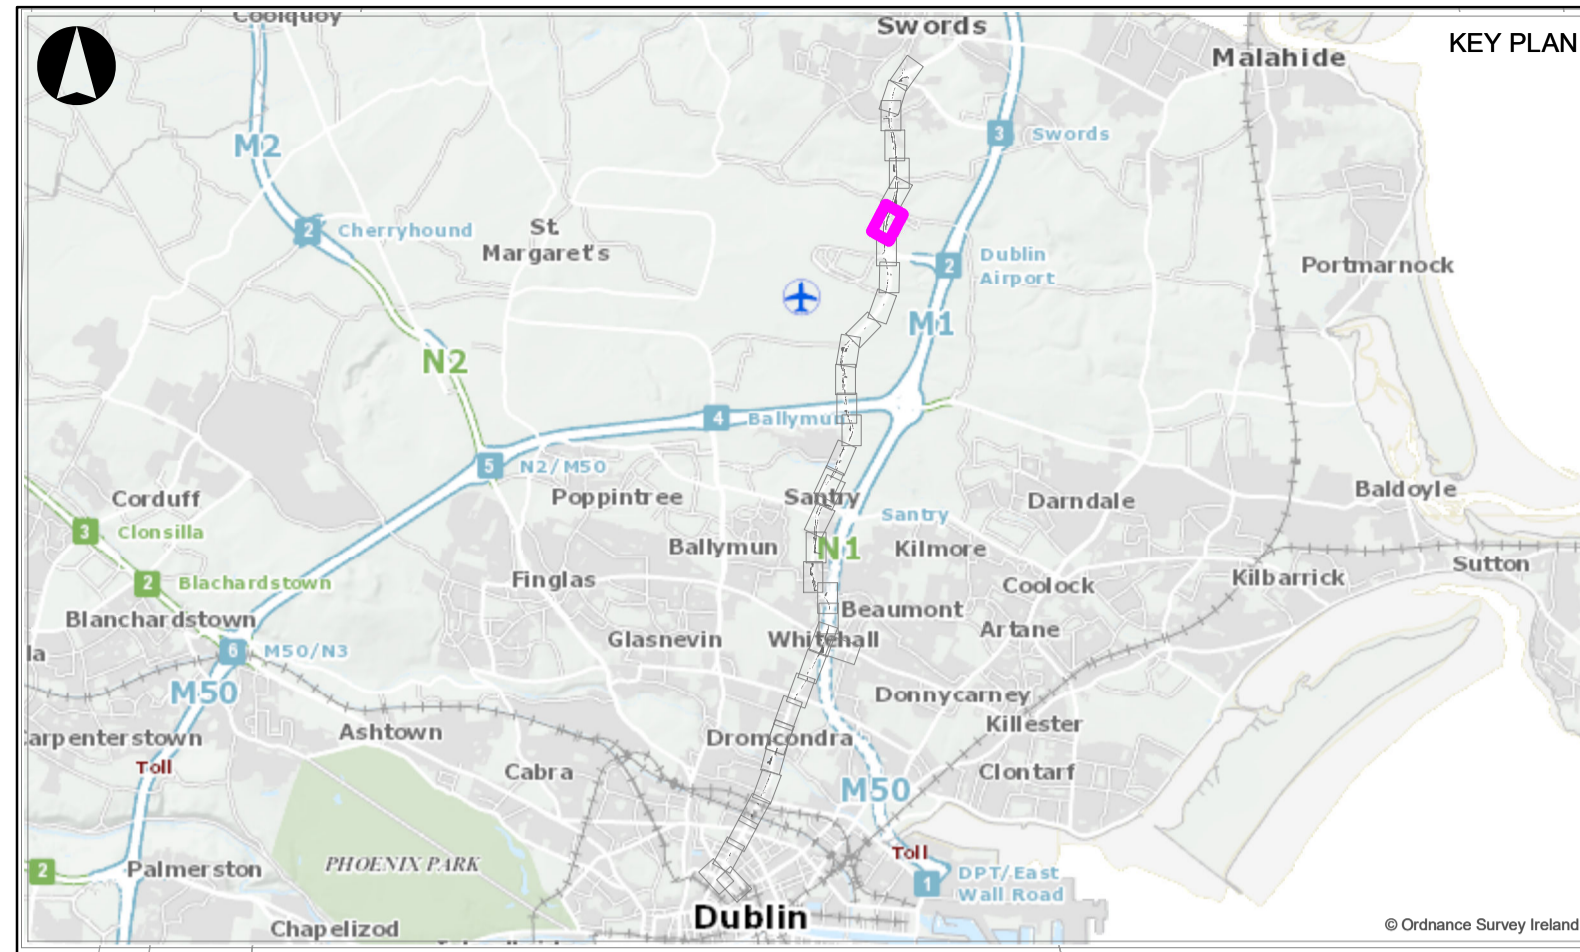 Coolquoy
Swords
KEY PLAN
Malahide
M2
3
Swords
2
Cherryhound
St.
Margaret's
Dublin
Airport
2
Portmarnock
M1
N2
4
Ballymun
5
N2/M50
Corduff
Poppintree
Santry
Darndale
Baldoyle
3
Clonsilla
Santry
Ballymun
N1
Kilmore
Sutton
2
Blachardstown
Finglas
Coolock
Kilbarrick
Blanchardstown
Beaumont
Artane
la
6
M50/N3
Glasnevin
Whitehall
M50
Donnycarney
Killester
arpenterstown
Ashtown
Dromcondra
Toll
Cabra
Clontarf
M50
2
Palmerston
PHOENIX PARK
Toll
1
DPT/East
Wall Road
Chapelizod
Dublin
© Ordnance Survey Ireland